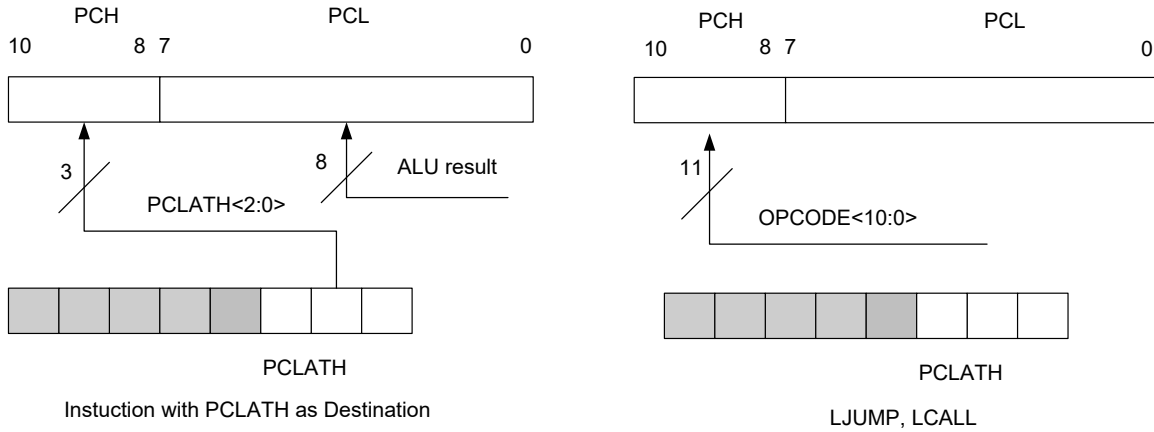 PCH PCL
10 8 7 0
3
8
ALU result
PCLATH<2:0>
PCLATH
Instuction with PCLATH as Destination
PCH PCL
10 8 7 0
11
OPCODE<10:0>
PCLATH
LJUMP, LCALL